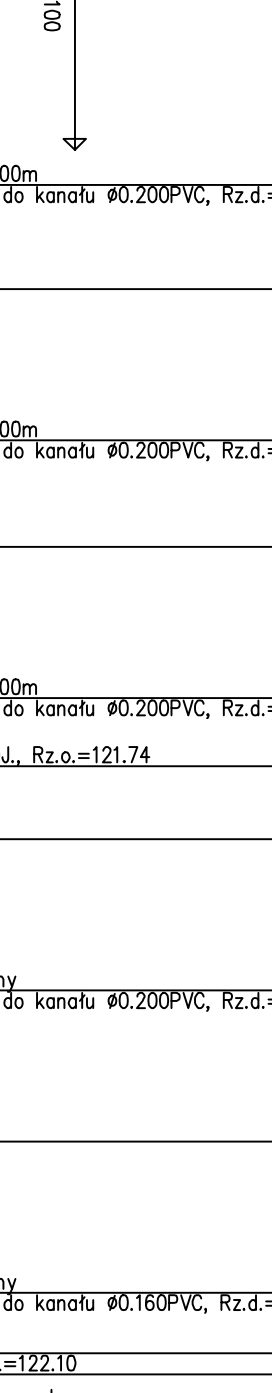 100
00m
do kanału ø0.200PVC, Rz.d.=
00m
do kanału ø0.200PVC, Rz.d.=
00m
do kanału ø0.200PVC, Rz.d.=
J., Rz.o.=121.74
ny
do kanału ø0.200PVC, Rz.d.=
ny
do kanału ø0.160PVC, Rz.d.=
.=122.10